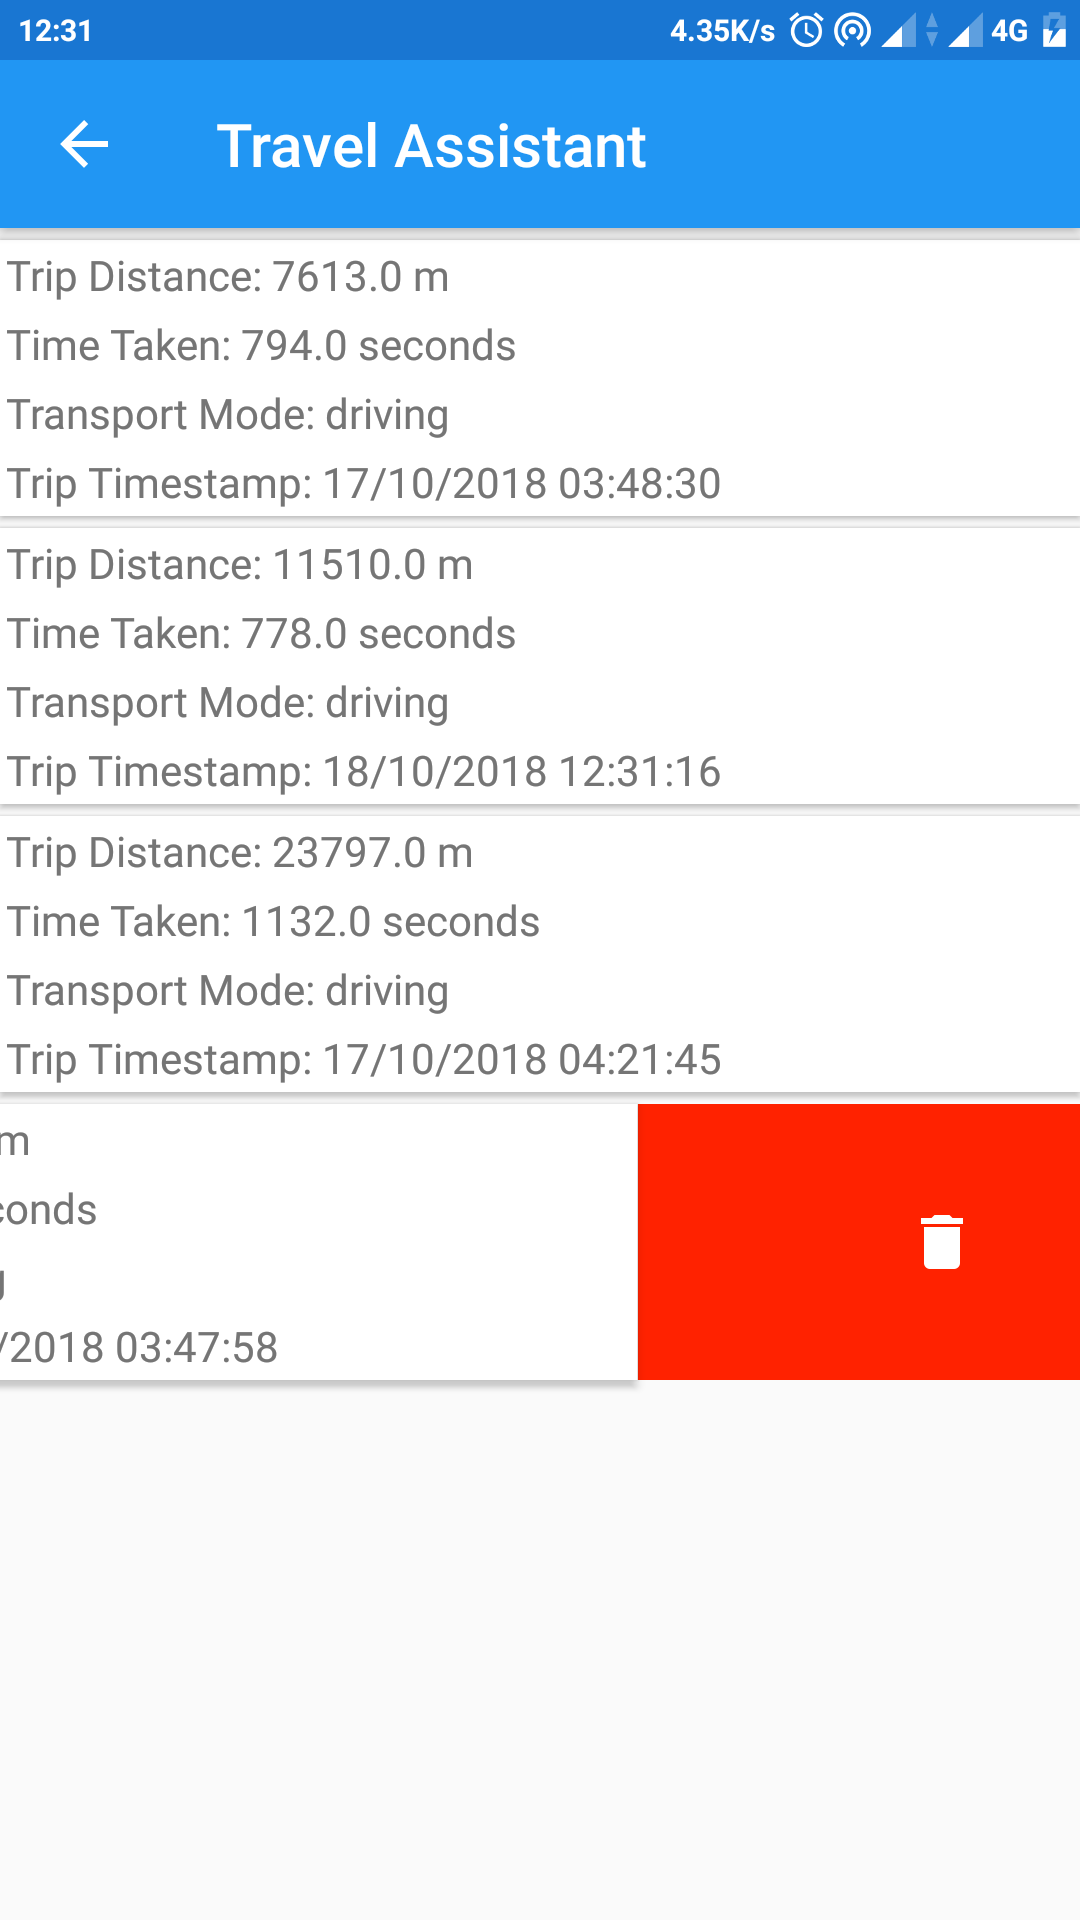 12:31 4.35K/s 4G
Travel Assistant
Trip Distance: 7613.0 m
Time Taken: 794.0 seconds
Transport Mode: driving
Trip Timestamp: 17/10/2018 03:48:30
Trip Distance: 11510.0 m
Time Taken: 778.0 seconds
Transport Mode: driving
Trip Timestamp: 18/10/2018 12:31:16
Trip Distance: 23797.0 m
Time Taken: 1132.0 seconds
Transport Mode: driving
Trip Timestamp: 17/10/2018 04:21:45
m
conds
g
/2018 03:47:58